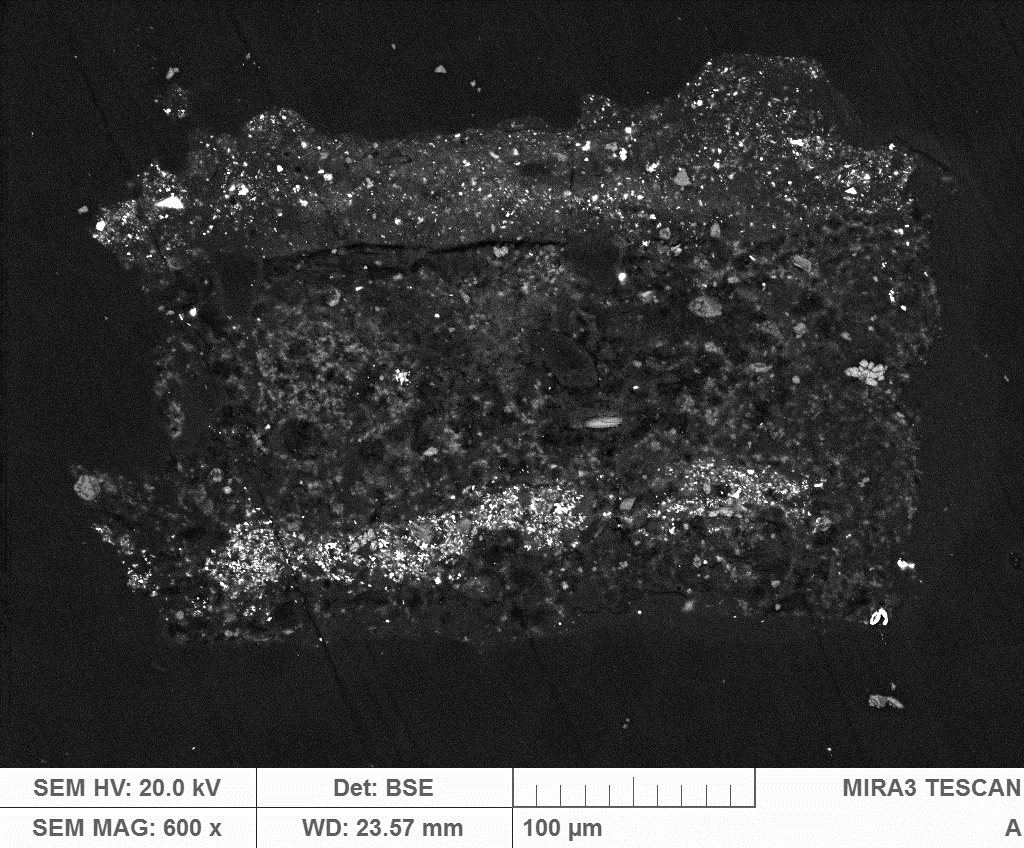 SEM HV: 20.0 kV Det: BSE MIRA3 TESCAN
SEM MAG: 600 x WD: 23.57 mm 100 µm A